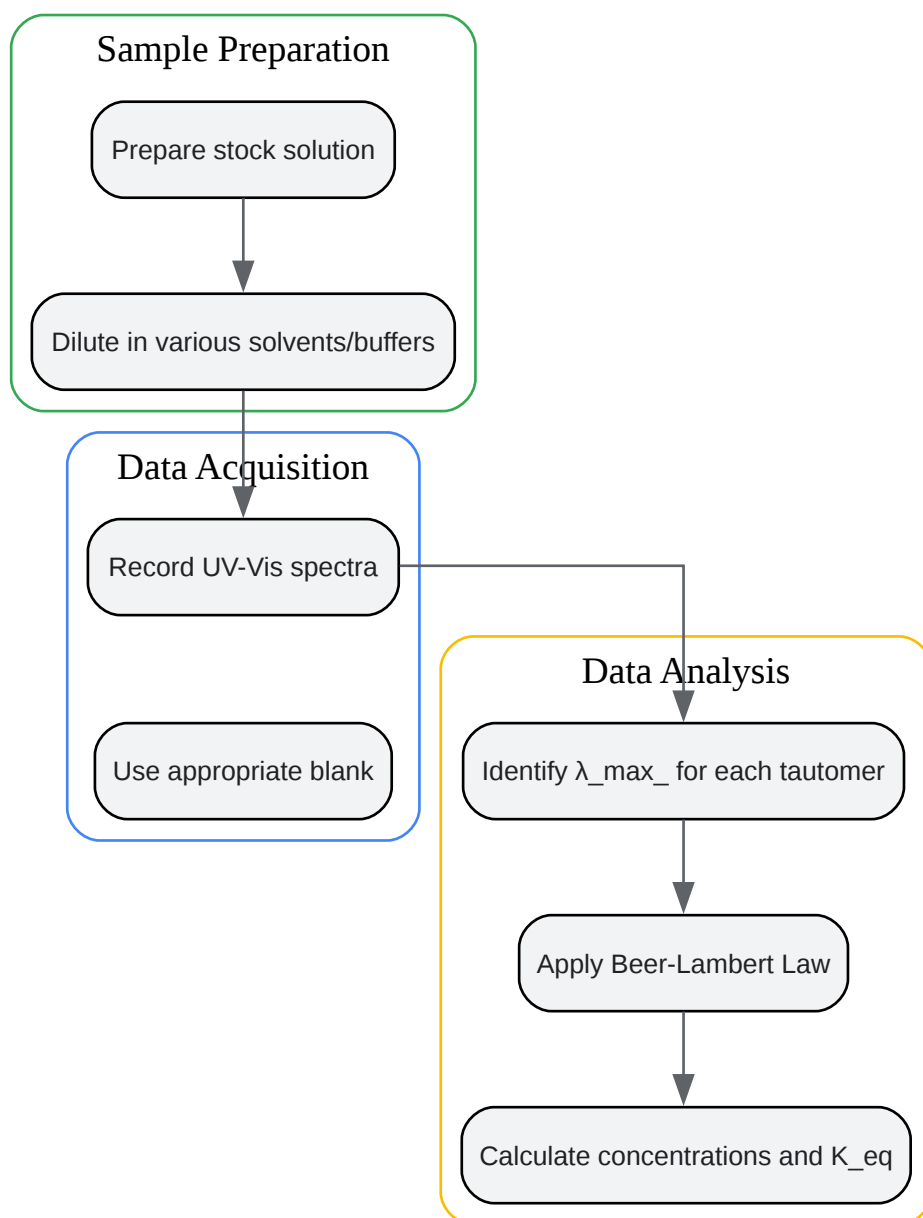 Sample Preparation
Prepare stock solution
Dilute in various solvents/buffers
Data Acquisition
Record UV-Vis spectra
Use appropriate blank
Data Analysis
Identify λ_max_ for each tautomer
Apply Beer-Lambert Law
Calculate concentrations and K_eq